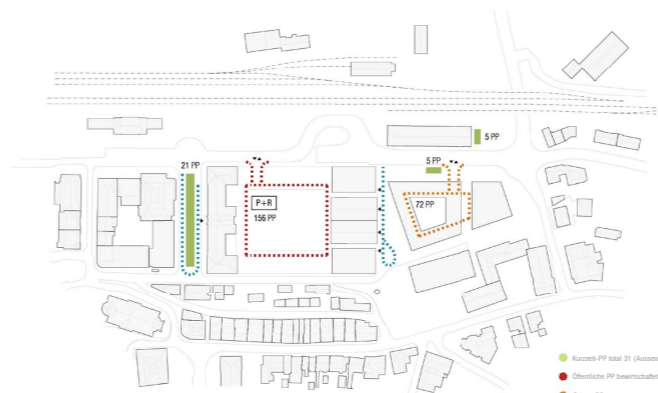 5 PP
21 PP
5 PP
P+R
156 PP
72 PP
Kurzzeit-PP total 31 (Aussen
Öffentliche PP bewirtschaftet